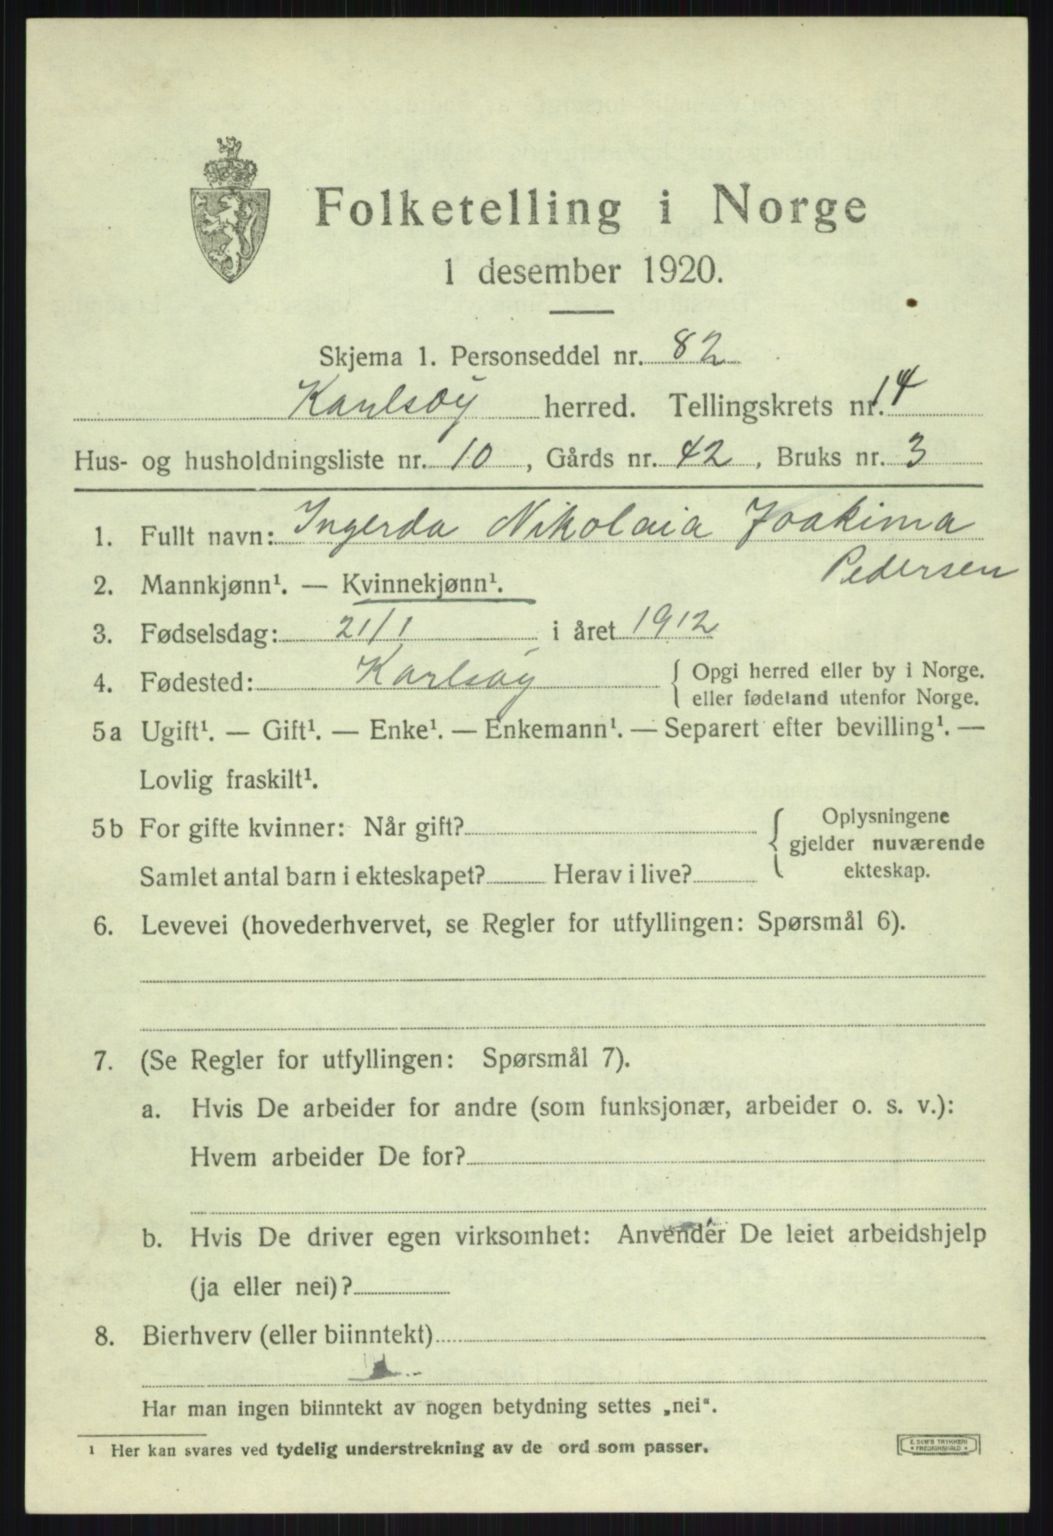 Folketelling i Norge
1 desember 1920.
Skjema 1. Personseddel nr. 82
Karlsøy herred. Tellingskrets nr. 14
Hus- og husholdningsliste nr. 10, Gårds nr. 42, Bruks nr. 3
1. Fullt navn: Ingerda Nikolaia Joakima
Pedersen
2. Mannkjønn¹. — Kvinnekjønn¹.
3. Fødselsdag: 21/1 i året 1912
4. Fødested: Karlsøy { Opgi herred eller by i Norge.
eller fødeland utenfor Norge.
5a Ugift¹. — Gift¹. — Enke¹. — Enkemann¹. — Separert efter bevilling¹. —
Lovlig fraskilt¹.
5b For gifte kvinner: Når gift? { Oplysningene
gjelder nuværende
Samlet antal barn i ekteskapet? Herav i live? ekteskap.
6. Levevei (hovederhvervet, se Regler for utfyllingen: Spørsmål 6).
7. (Se Regler for utfyllingen: Spørsmål 7).
a. Hvis De arbeider for andre (som funksjonær, arbeider o. s. v.):
Hvem arbeider De for?
b. Hvis De driver egen virksomhet: Anvender De leiet arbeidshjelp
(ja eller nei)?
8. Bierhverv (eller biinntekt)
Har man ingen biinntekt av nogen betydning settes „nei".
¹ Her kan svares ved tydelig understrekning av de ord som passer.
E. SEM'S TRYKKERI
FREDRIKSHALD